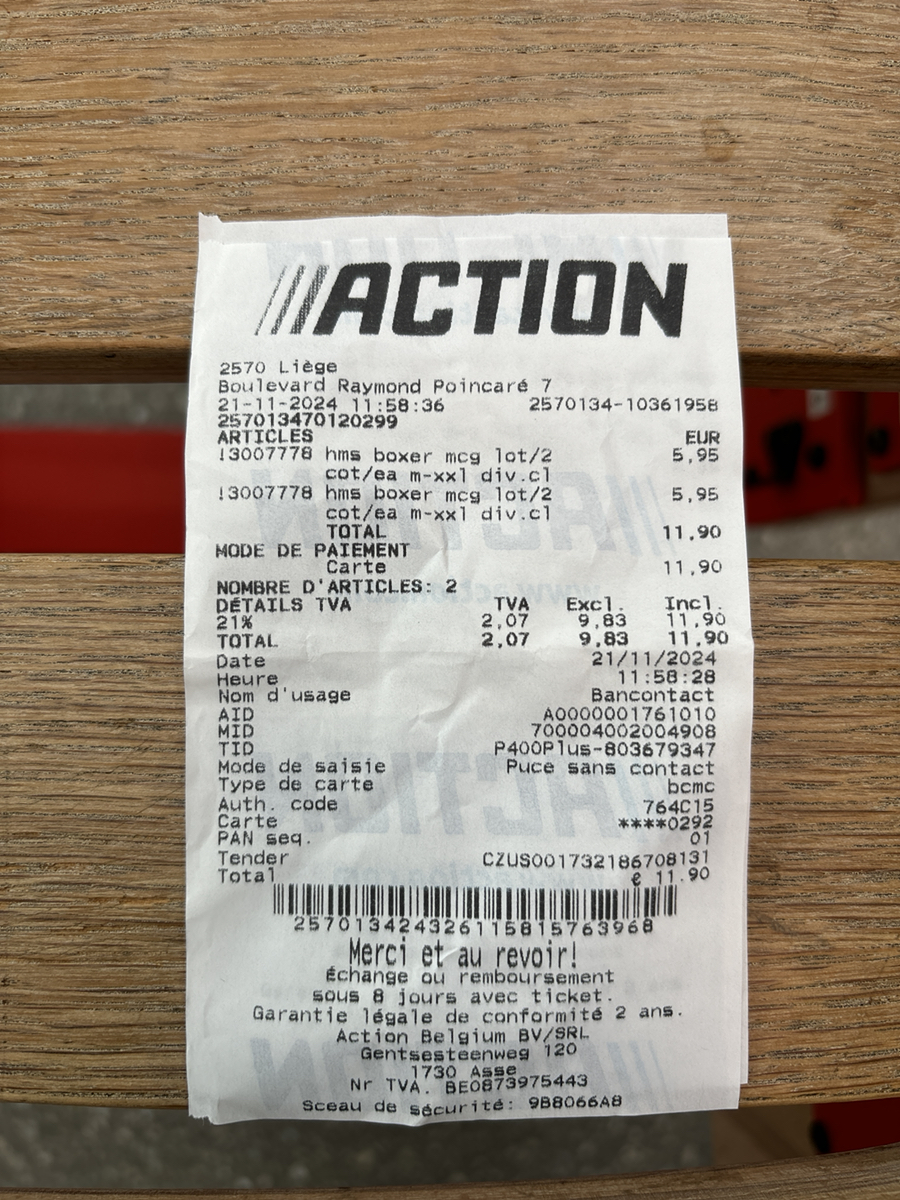 ACTION
2570 Liège
Boulevard Raymond Poincaré 7
21-11-2024 11:58:36 2570134-10361958
257013470120299
ARTICLES EUR
!3007778 hms boxer mcg lot/2 5,95
cot/ea m-xxl div.cl
!3007778 hms boxer mcg lot/2 5,95
cot/ea m-xxl div.cl
TOTAL 11,90
MODE DE PAIEMENT
Carte 11,90
NOMBRE D'ARTICLES: 2
DÉTAILS TVA TVA Excl. Incl.
21% 2,07 9,83 11,90
TOTAL 2,07 9,83 11,90
Date 21/11/2024
Heure 11:58:28
Nom d'usage Bancontact
AID A0000001761010
MID 700004002004908
TID P400Plus-803679347
Mode de saisie Puce sans contact
Type de carte bcmc
Auth. code 764C15
Carte ****0292
PAN seq. 01
Tender CZUS001732186708131
Total € 11.90
257013424326115815763968
Merci et au revoir!
Échange ou remboursement
sous 8 jours avec ticket.
Garantie légale de conformité 2 ans.
Action Belgium BV/SRL
Gentsesteenweg 120
1730 Asse
Nr TVA. BE0873975443
Sceau de sécurité: 9B8066A8